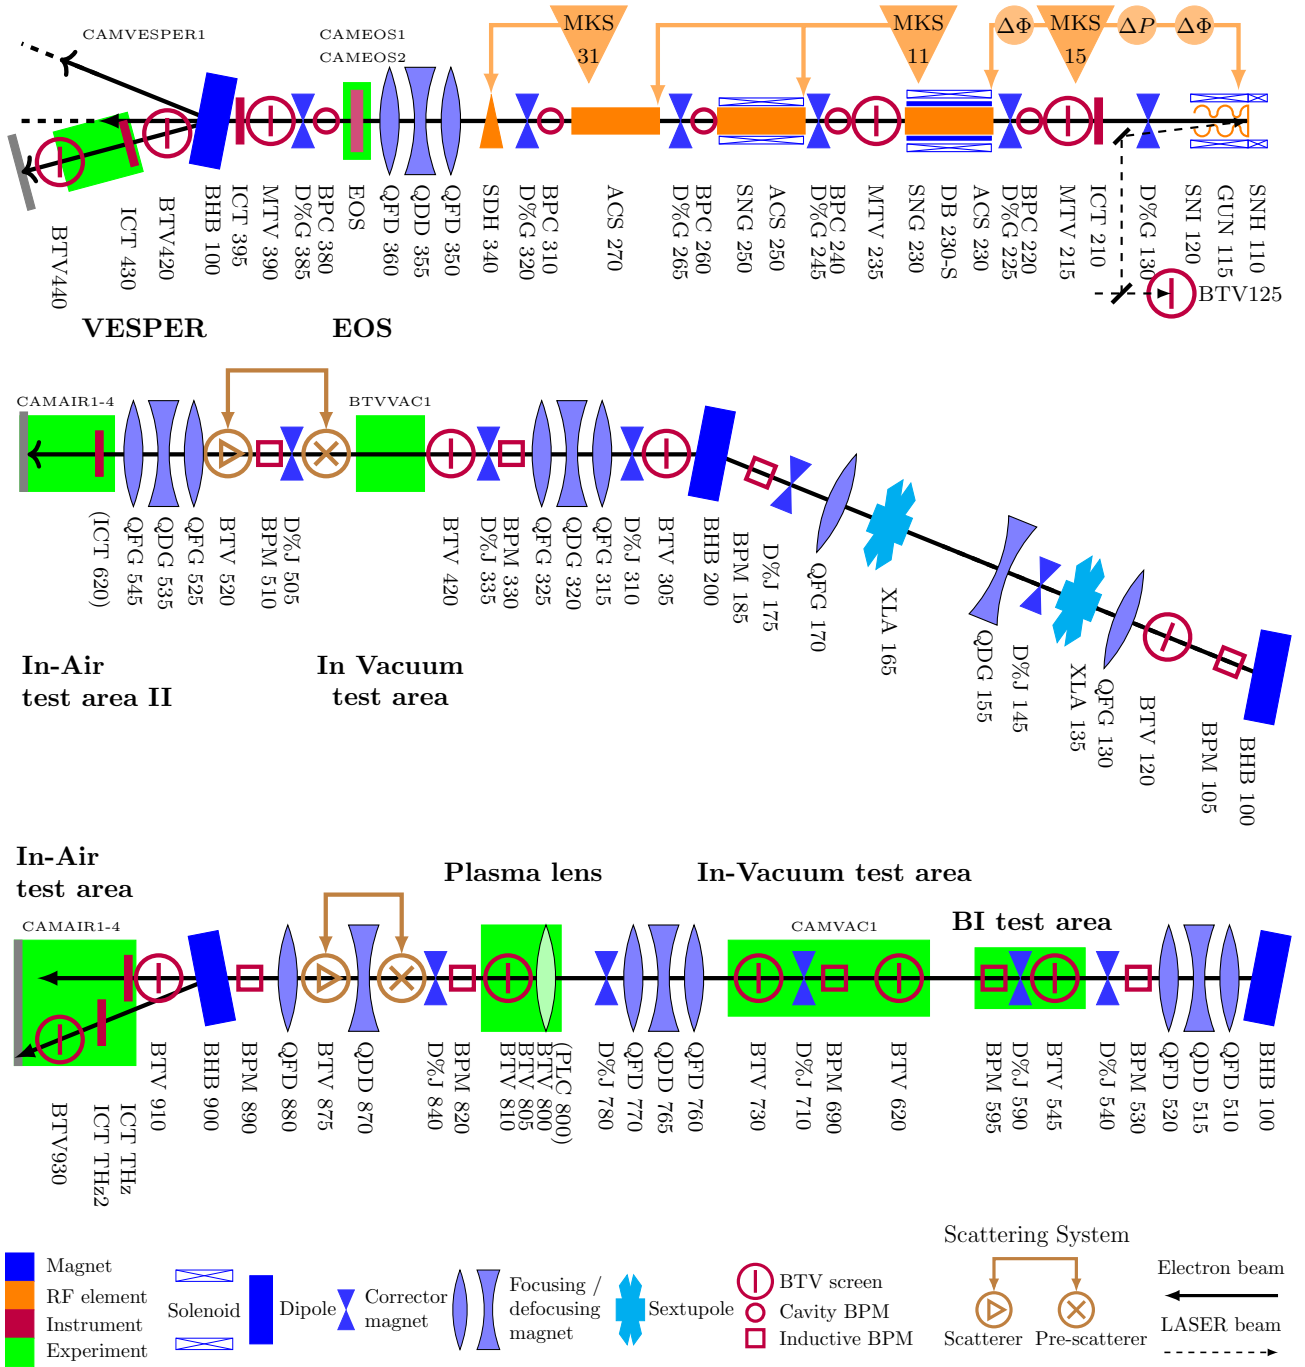 CAMVESPER1
CAMEOS1
CAMEOS2
MKS
31
MKS
11
ΔΦ
MKS
15
ΔP
ΔΦ
BTV440
ICT 430
BTV420
BHB 100
ICT 395
MTV 390
D%G 385
BPC 380
EOS
QFD 360
QDD 355
QFD 350
SDH 340
D%G 320
BPC 310
ACS 270
D%G 265
BPC 260
SNG 250
ACS 250
D%G 245
BPC 240
MTV 235
SNG 230
DB 230-S
ACS 230
D%G 225
BPC 220
MTV 215
ICT 210
D%G 130
SNI 120
GUN 115
SNH 110
BTV125
VESPER
EOS
CAMAIR1-4
BTVVAC1
(ICT 620)
QFG 545
QDG 535
QFG 525
BTV 520
BPM 510
D%J 505
BTV 420
D%J 335
BPM 330
QFG 325
QDG 320
QFG 315
D%J 310
BTV 305
BHB 200
BPM 185
D%J 175
QFG 170
XLA 165
QDG 155
D%J 145
XLA 135
QFG 130
BTV 120
BPM 105
BHB 100
In-Air
test area II
In Vacuum
test area
In-Air
test area
Plasma lens
In-Vacuum test area
BI test area
CAMAIR1-4
CAMVAC1
BTV930
ICT THz2
ICT THz
BTV 910
BHB 900
BPM 890
QFD 880
BTV 875
QDD 870
D%J 840
BPM 820
BTV 810
BTV 805
BTV 800
(PLC 800)
D%J 780
QFD 770
QDD 765
QFD 760
BTV 730
D%J 710
BPM 690
BTV 620
BPM 595
D%J 590
BTV 545
D%J 540
BPM 530
QFD 520
QDD 515
QFD 510
BHB 100
Magnet
RF element
Instrument
Experiment
Solenoid
Dipole
Corrector
magnet
Focusing /
defocusing
magnet
Sextupole
BTV screen
Cavity BPM
Inductive BPM
Scattering System
Scatterer
Pre-scatterer
Electron beam
LASER beam